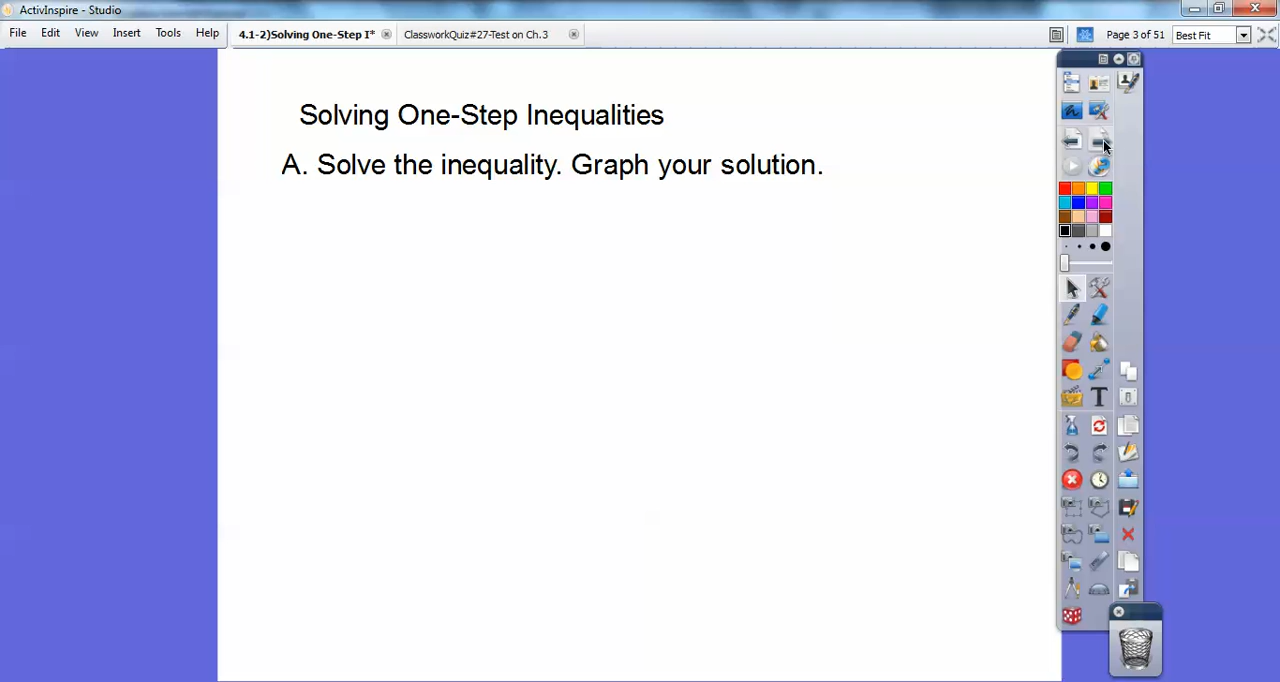 ActivInspire - Studio
File Edit View Insert Tools Help
4.1-2)Solving One-Step I* ClassworkQuiz#27-Test on Ch.3
Page 3 of 51 Best Fit
Solving One-Step Inequalities
A. Solve the inequality. Graph your solution.
T